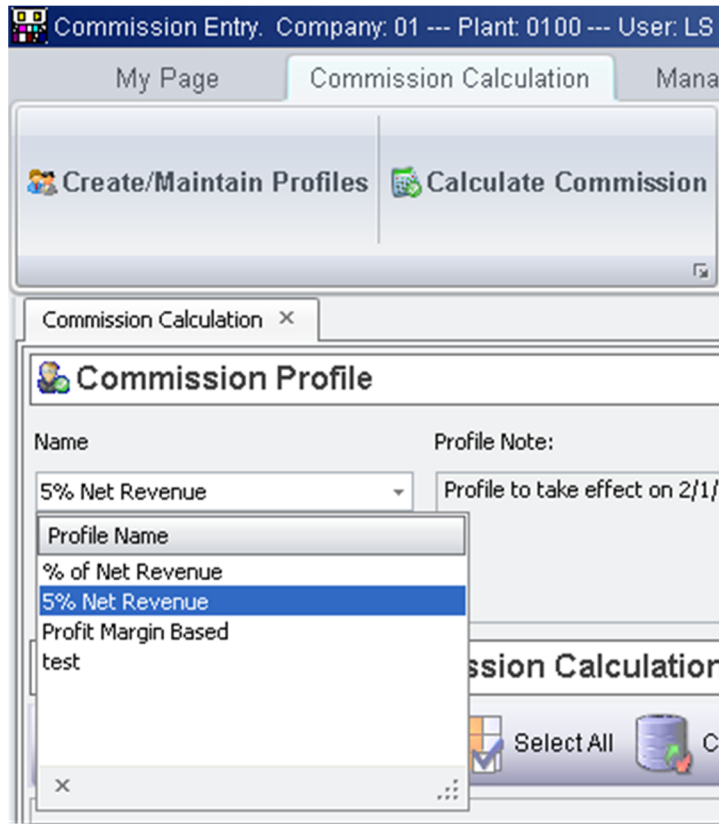 Commission Entry. Company: 01 --- Plant: 0100 --- User: LS
My Page Commission Calculation
Create/Maintain Profiles Calculate Commission
Commission Calculation ×
Commission Profile
Name Profile Note:
5% Net Revenue Profile to take effect on 2/1/
Profile Name
% of Net Revenue
5% Net Revenue
Profit Margin Based
test
Calculation
Select All